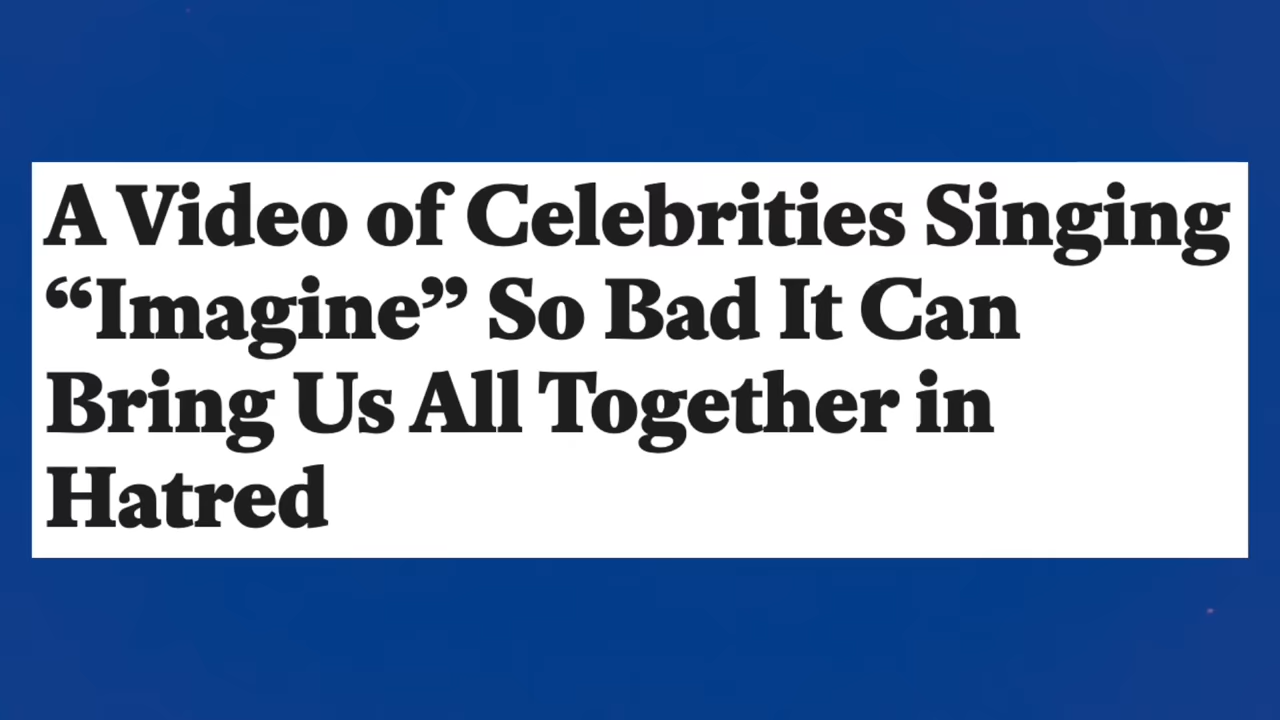 A Video of Celebrities Singing
“Imagine” So Bad It Can
Bring Us All Together in
Hatred